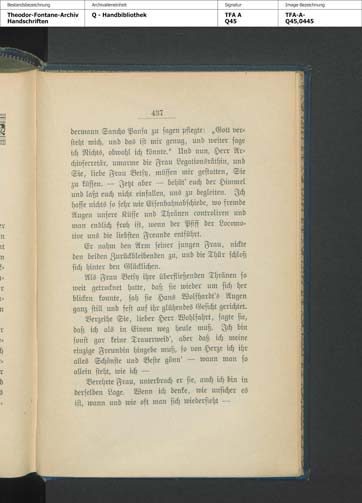 Bestandsbezeichnung
Theodor-Fontane-Archiv
Handschriften
Archivalieneinheit
Q - Handbibliothek
Signatur
TFA A
Q45
Image-Bezeichnung
TFA-A-
Q45,0445
437
dermann Sancho Pansa zu sagen pflegte: „Gott ver-
steht mich, und das ist mir genug, und weiter sage
ich Nichts, obwohl ich könnte.“ Und nun, Herr Ar-
chivsecretär, umarme die Frau Legationsräthin, und
Sie, liebe Frau Betsy, müssen mir gestatten, Sie
zu küssen. — Jetzt aber — behüt' euch der Himmel
und laßt euch nicht einfallen, uns zu begleiten. Ich
hasse nichts so sehr wie Eisenbahnabschiede, wo fremde
Augen unsere Küsse und Thränen controliren und
man endlich froh ist, wenn der Pfiff der Locomo-
tive uns die liebsten Freunde entführt.
Er nahm den Arm seiner jungen Frau, nickte
den beiden Zurückbleibenden zu, und die Thür schloß
sich hinter den Glücklichen.
Als Frau Betsy ihre überfließenden Thränen so
weit getrocknet hatte, daß sie wieder um sich her
blicken konnte, sah sie Hans Wolfhardt's Augen
ganz still und fest auf ihr glühendes Gesicht gerichtet.
Verzeihe Sie, lieber Herr Wohlfahrt, sagte sie,
daß ich als in Einem weg heule muß. Ich bin
sonst gar keine Trauerweid', aber daß ich meine
einzige Freundin hingebe muß, so von Herze ich ihr
alles Schönste und Beste gönn' — wann man so
allein steht, wie ich —
Verehrte Frau, unterbrach er sie, auch ich bin in
derselben Lage. Wenn ich denke, wie unsicher es
ist, wann und wie oft man sich wiedersieht —